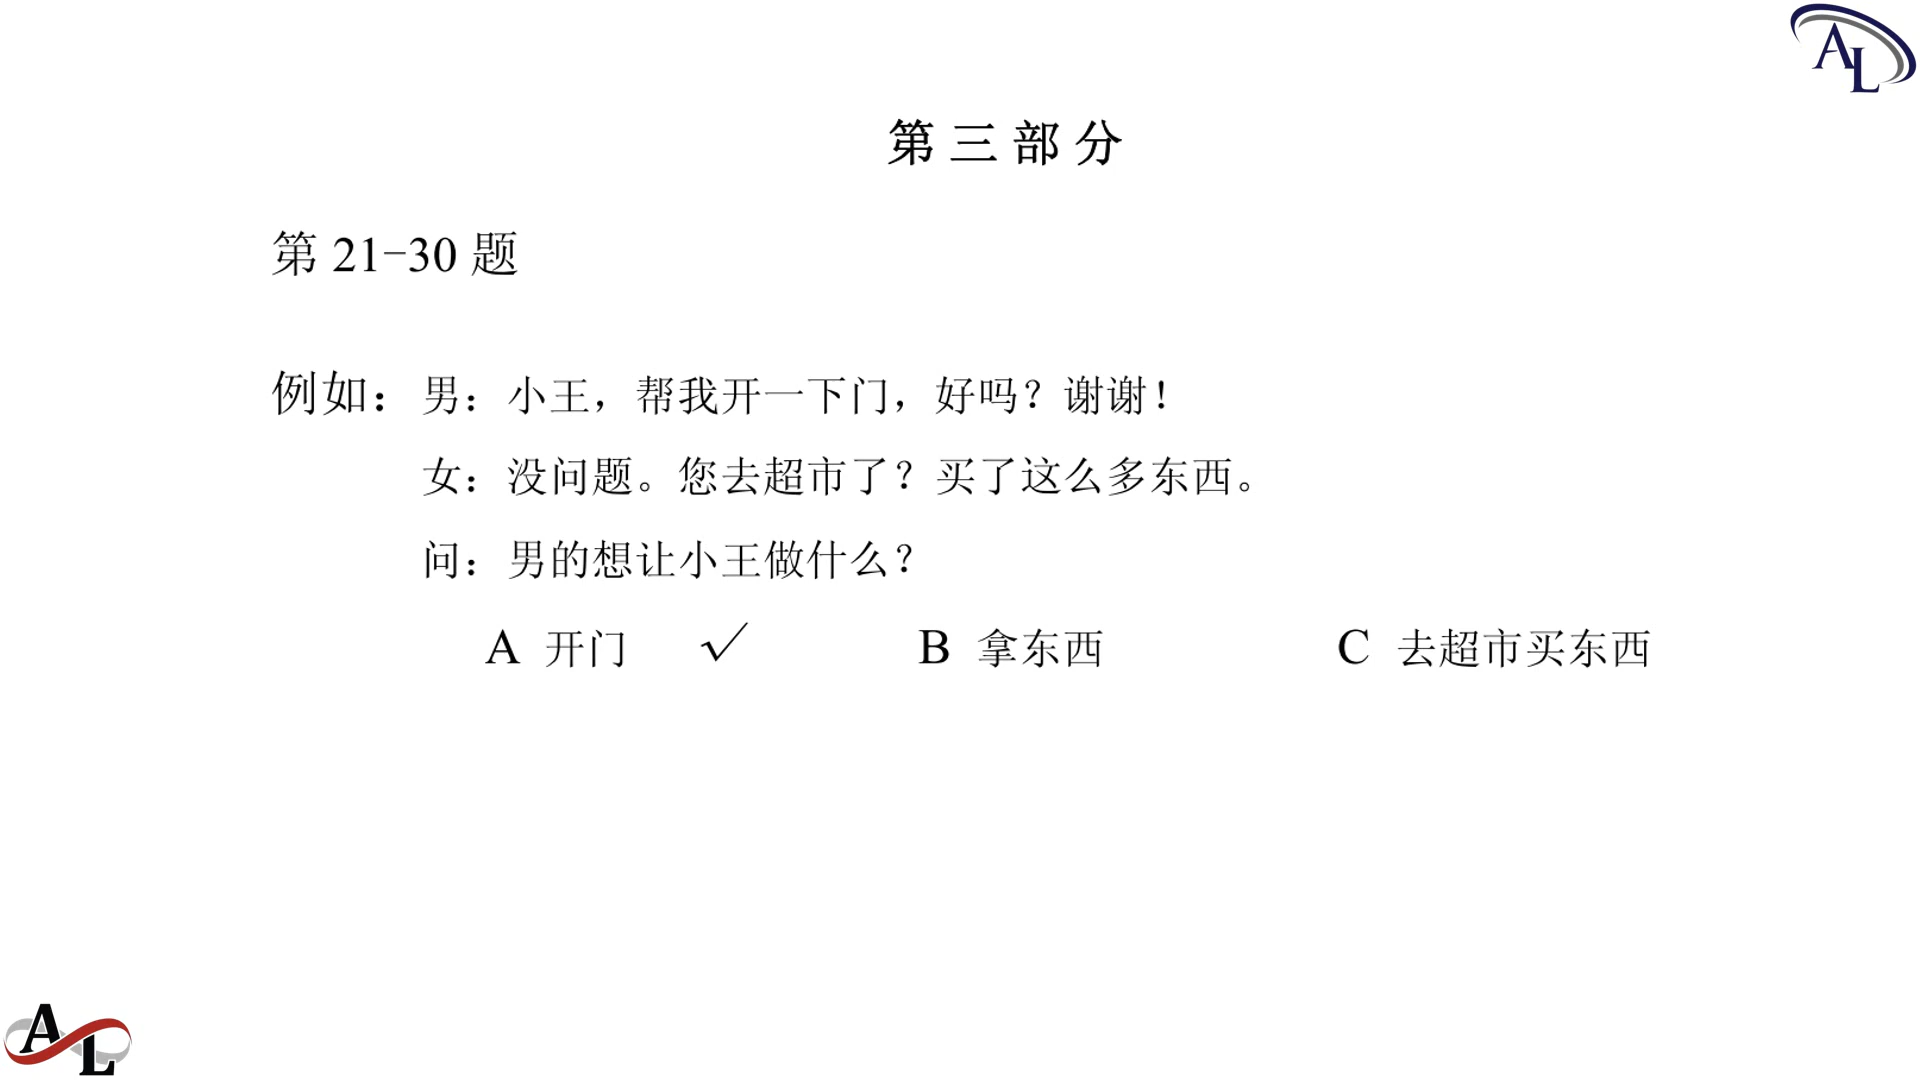 AL
第三部分
第 21-30 题
例如：男：小王，帮我开一下门，好吗？谢谢！
女：没问题。您去超市了？买了这么多东西。
问：男的想让小王做什么？
A 开门 √ B 拿东西 C 去超市买东西
AL